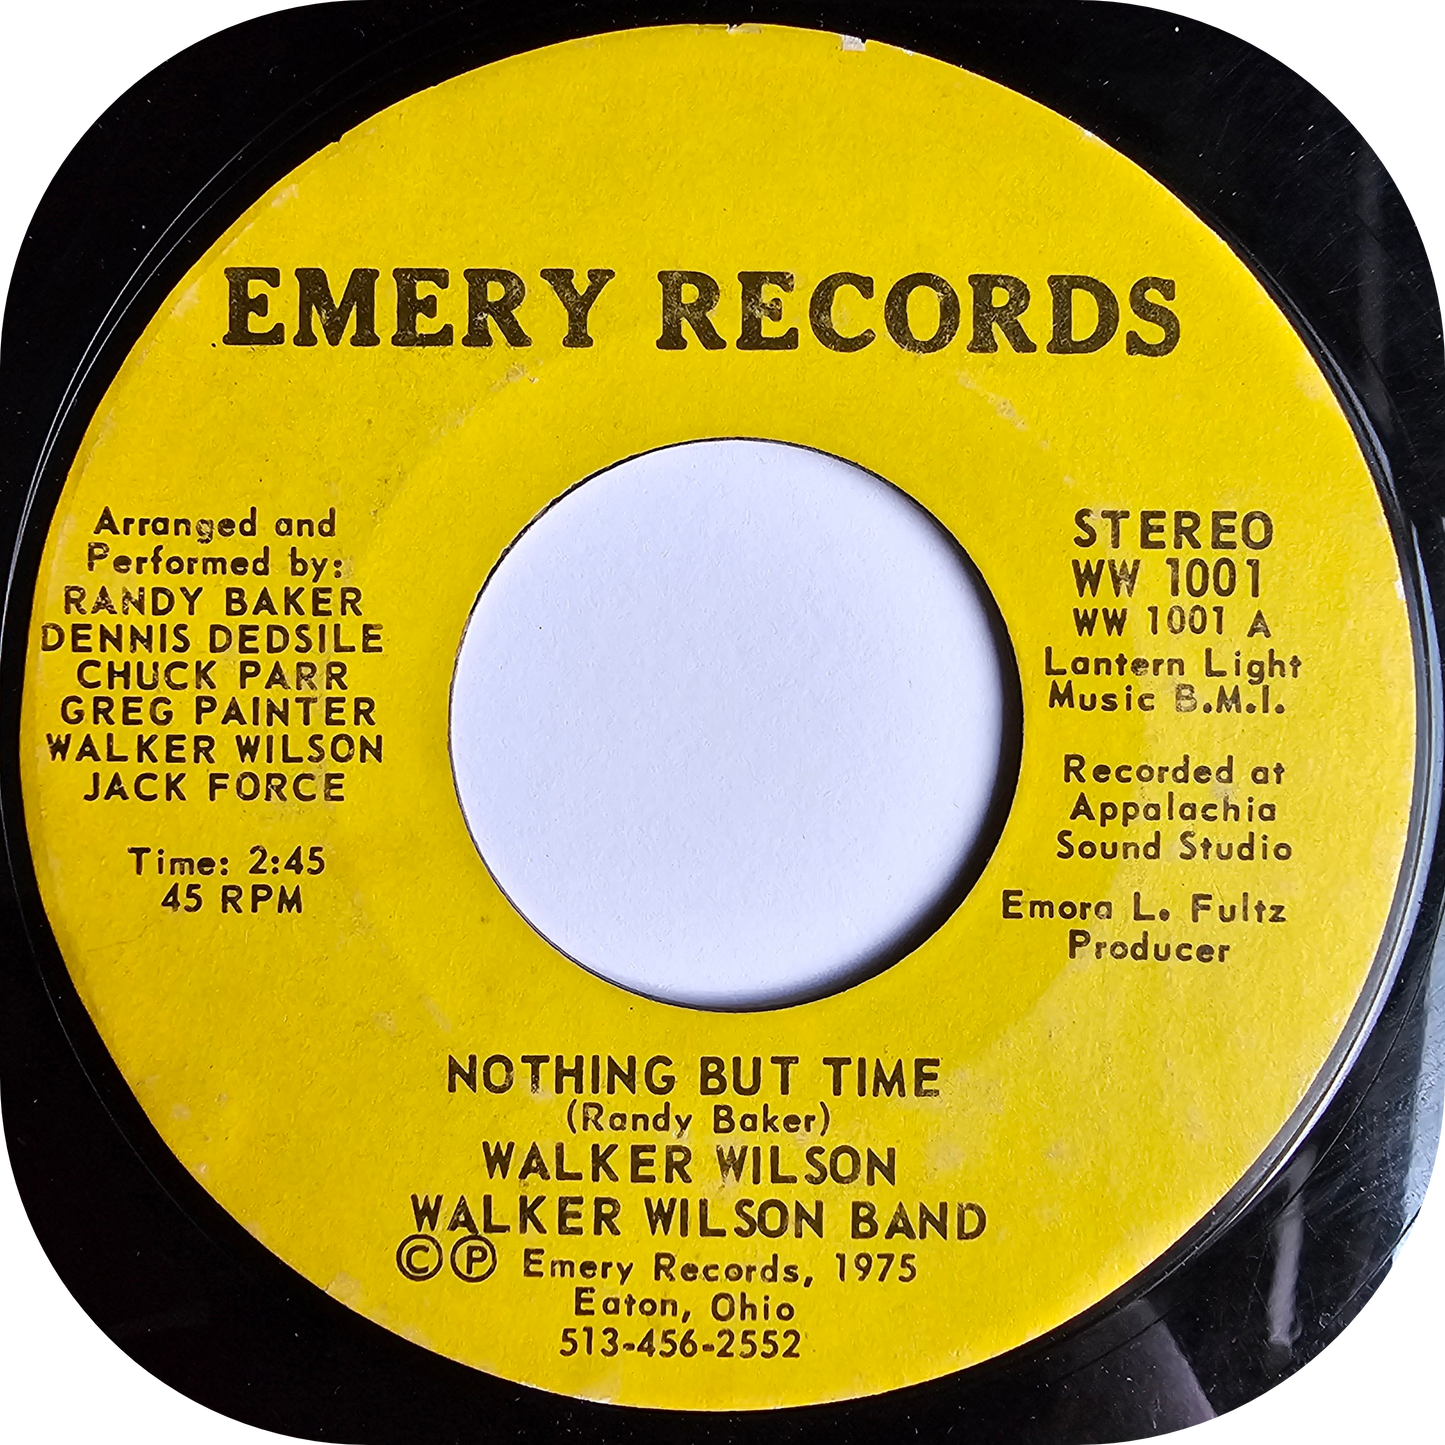 EMERY RECORDS
Arranged and
Performed by:
RANDY BAKER
DENNIS DEDSILE
CHUCK PARR
GREG PAINTER
WALKER WILSON
JACK FORCE
Time: 2:45
45 RPM
STEREO
WW 1001
WW 1001 A
Lantern Light
Music B.M.I.
Recorded at
Appalachia
Sound Studio
Emora L. Fultz
Producer
NOTHING BUT TIME
(Randy Baker)
WALKER WILSON
WALKER WILSON BAND
©℗ Emery Records, 1975
Eaton, Ohio
513-456-2552